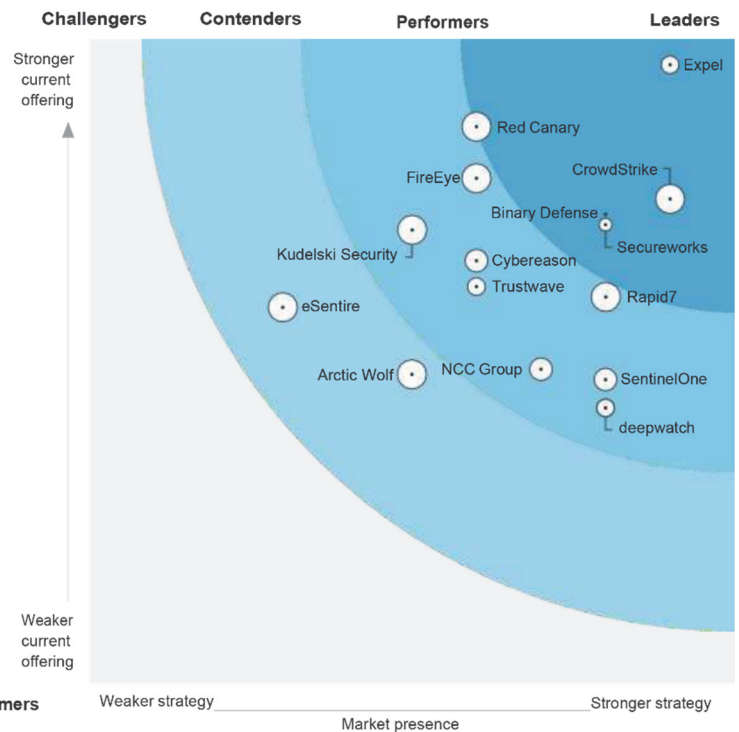 Challengers
Contenders
Performers
Leaders
Stronger
current
offering
Expel
Red Canary
CrowdStrike
FireEye
Binary Defense
Secureworks
Kudelski Security
Cybereason
Trustwave
Rapid7
eSentire
Arctic Wolf
NCC Group
SentinelOne
deepwatch
Weaker
current
offering
mers
Weaker strategy
Stronger strategy
Market presence